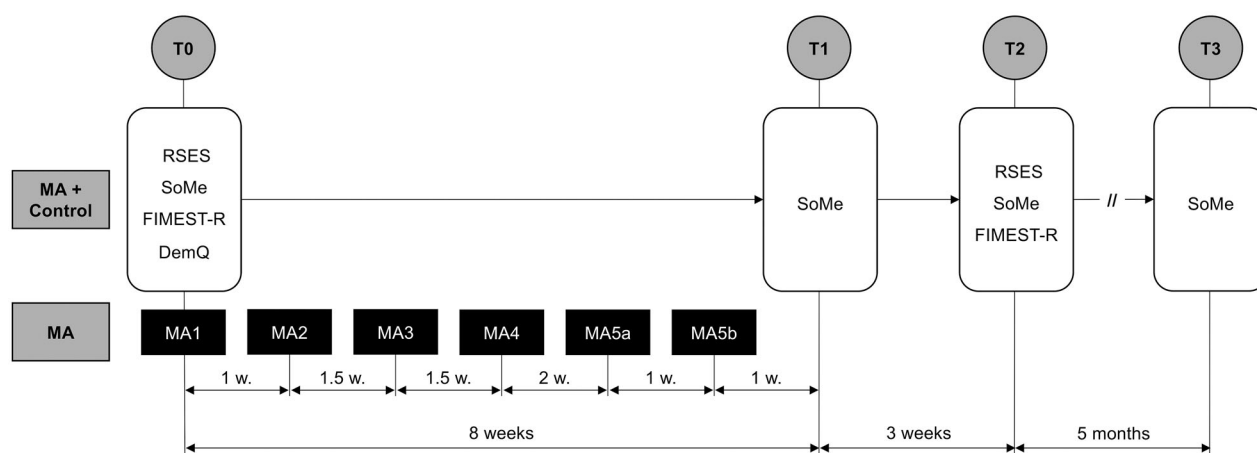 T0
T1
T2
T3
MA +
Control
RSES
SoMe
FIMEST-R
DemQ
SoMe
RSES
SoMe
FIMEST-R
//
SoMe
MA
MA1
MA2
MA3
MA4
MA5a
MA5b
1 w.
1.5 w.
1.5 w.
2 w.
1 w.
1 w.
8 weeks
3 weeks
5 months